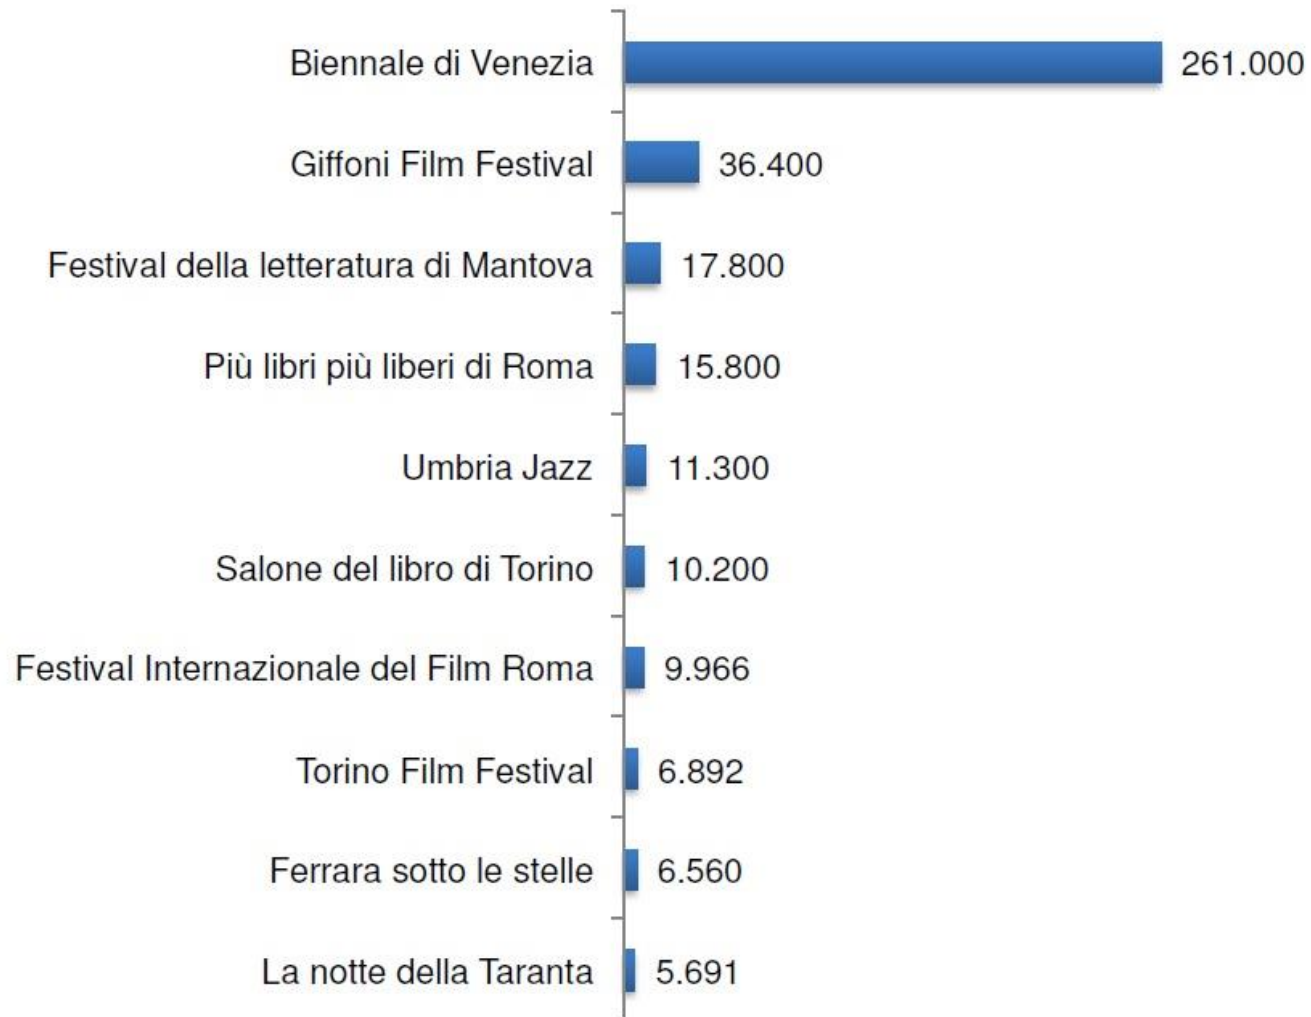 Biennale di Venezia 261.000
Giffoni Film Festival 36.400
Festival della letteratura di Mantova 17.800
Più libri più liberi di Roma 15.800
Umbria Jazz 11.300
Salone del libro di Torino 10.200
Festival Internazionale del Film Roma 9.966
Torino Film Festival 6.892
Ferrara sotto le stelle 6.560
La notte della Taranta 5.691